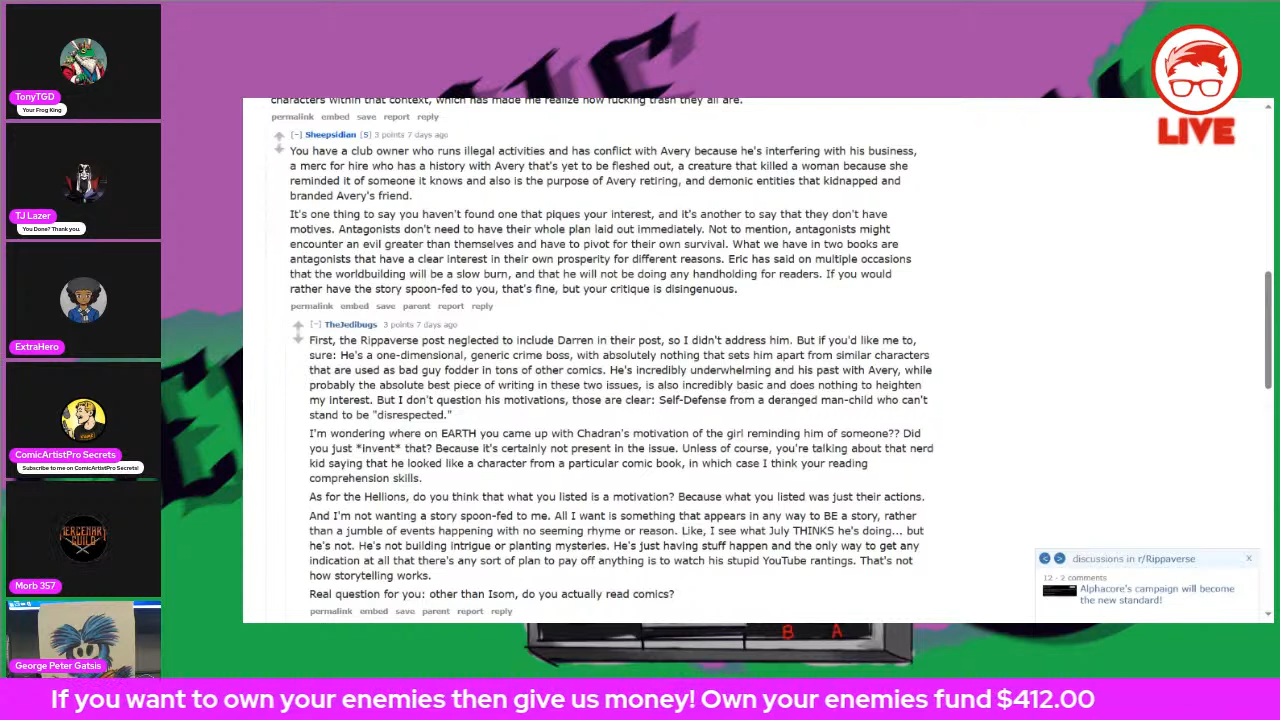 TonyTGD
Your Frog King
TJ Lazer
You Done? Thank you.
ExtraHero
ComicArtistPro Secrets
Subscribe to me on ComicArtistPro Secrets!
MERCENARY
GUILD
Morb 357
George Peter Gatsis
LIVE
characters within that context, which has made me realize how fucking trash they all are.
permalink embed save report reply
[-] Sheepsidian [S] 3 points 7 days ago
You have a club owner who runs illegal activities and has conflict with Avery because he's interfering with his business,
a merc for hire who has a history with Avery that's yet to be fleshed out, a creature that killed a woman because she
reminded it of someone it knows and also is the purpose of Avery retiring, and demonic entities that kidnapped and
branded Avery's friend.
It's one thing to say you haven't found one that piques your interest, and it's another to say that they don't have
motives. Antagonists don't need to have their whole plan laid out immediately. Not to mention, antagonists might
encounter an evil greater than themselves and have to pivot for their own survival. What we have in two books are
antagonists that have a clear interest in their own prosperity for different reasons. Eric has said on multiple occasions
that the worldbuilding will be a slow burn, and that he will not be doing any handholding for readers. If you would
rather have the story spoon-fed to you, that's fine, but your critique is disingenuous.
permalink embed save parent report reply
[-] TheJedibugs 3 points 7 days ago
First, the Rippaverse post neglected to include Darren in their post, so I didn't address him. But if you'd like me to,
sure: He's a one-dimensional, generic crime boss, with absolutely nothing that sets him apart from similar characters
that are used as bad guy fodder in tons of other comics. He's incredibly underwhelming and his past with Avery, while
probably the absolute best piece of writing in these two issues, is also incredibly basic and does nothing to heighten
my interest. But I don't question his motivations, those are clear: Self-Defense from a deranged man-child who can't
stand to be "disrespected."
I'm wondering where on EARTH you came up with Chadran's motivation of the girl reminding him of someone?? Did
you just *invent* that? Because it's certainly not present in the issue. Unless of course, you're talking about that nerd
kid saying that he looked like a character from a particular comic book, in which case I think your reading
comprehension skills.
As for the Hellions, do you think that what you listed is a motivation? Because what you listed was just their actions.
And I'm not wanting a story spoon-fed to me. All I want is something that appears in any way to BE a story, rather
than a jumble of events happening with no seeming rhyme or reason. Like, I see what July THINKS he's doing... but
he's not. He's not building intrigue or planting mysteries. He's just having stuff happen and the only way to get any
indication at all that there's any sort of plan to pay off anything is to watch his stupid YouTube rantings. That's not
how storytelling works.
Real question for you: other than Isom, do you actually read comics?
permalink embed save parent report reply
discussions in r/Rippaverse X
12 · 2 comments
Alphacore's campaign will become
the new standard!
B A
If you want to own your enemies then give us money! Own your enemies fund $412.00